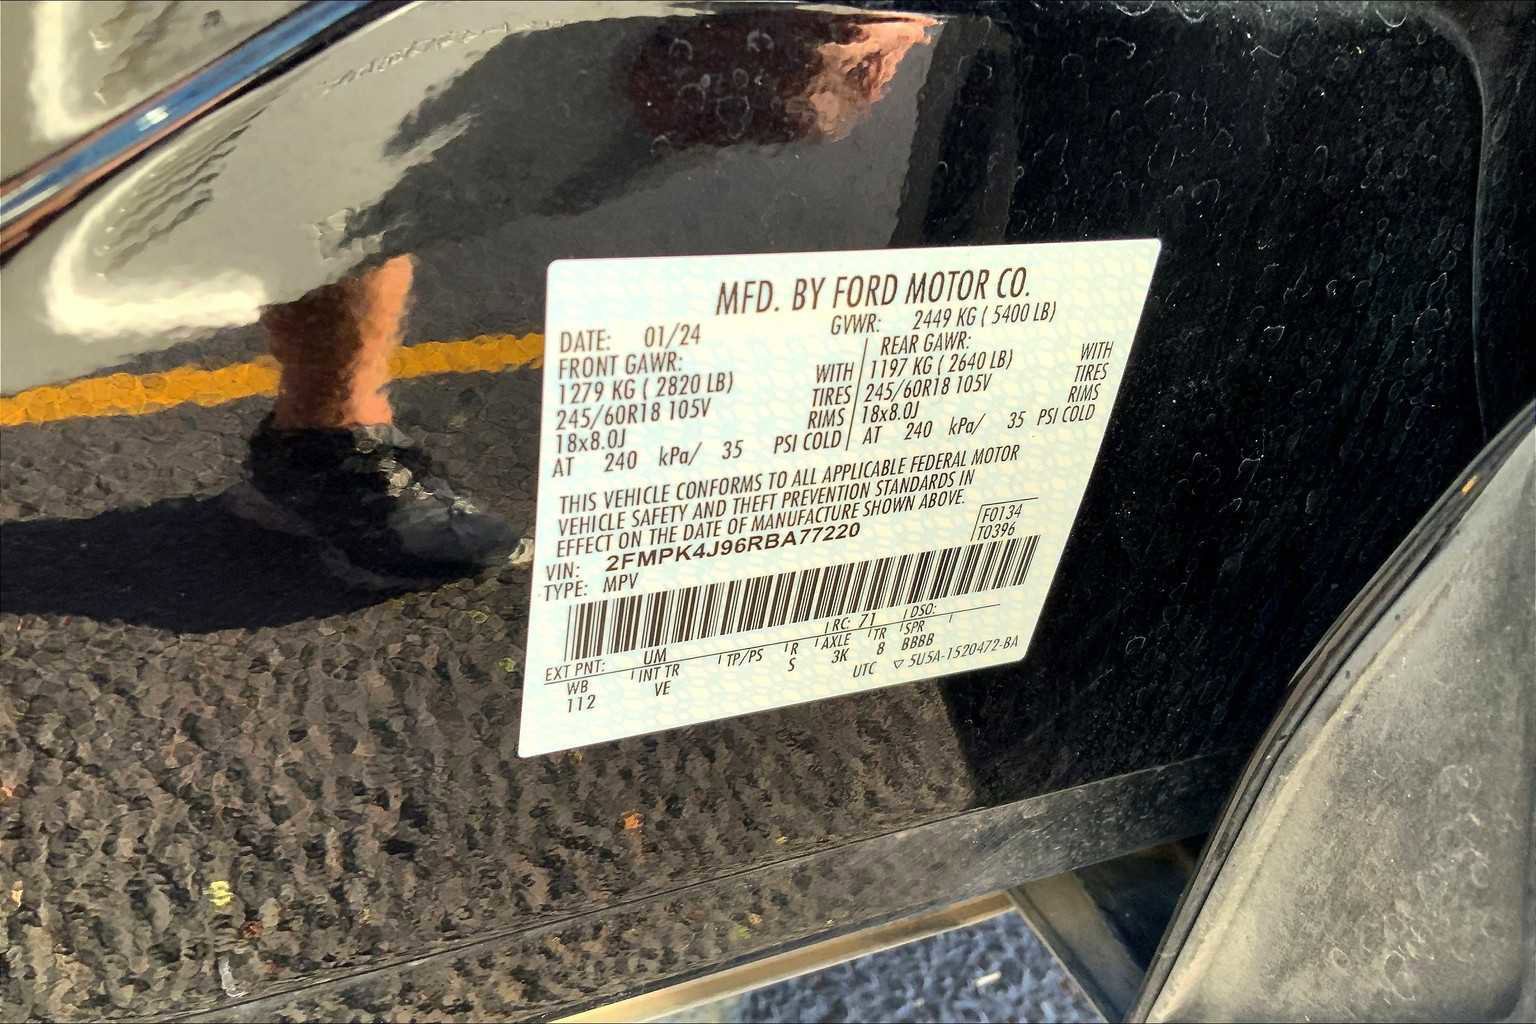 MFD. BY FORD MOTOR CO.
DATE: 01/24 GVWR: 2449 KG ( 5400 LB)
FRONT GAWR: REAR GAWR:
1279 KG ( 2820 LB) WITH 1197 KG ( 2640 LB) WITH
245/60R18 105V TIRES 245/60R18 105V TIRES
18x8.0J RIMS 18x8.0J RIMS
AT 240 kPa/ 35 PSI COLD AT 240 kPa/ 35 PSI COLD
THIS VEHICLE CONFORMS TO ALL APPLICABLE FEDERAL MOTOR
VEHICLE SAFETY AND THEFT PREVENTION STANDARDS IN
EFFECT ON THE DATE OF MANUFACTURE SHOWN ABOVE.
F0134
VIN: 2FMPK4J96RBA77220 T0396
TYPE: MPV
EXT PNT: UM RC: 71 DSO:
WB INT TR TP/PS R AXLE TR SPR
112 VE S 3K 8 BBBB
UTC ▽ 5U5A-1520472-BA